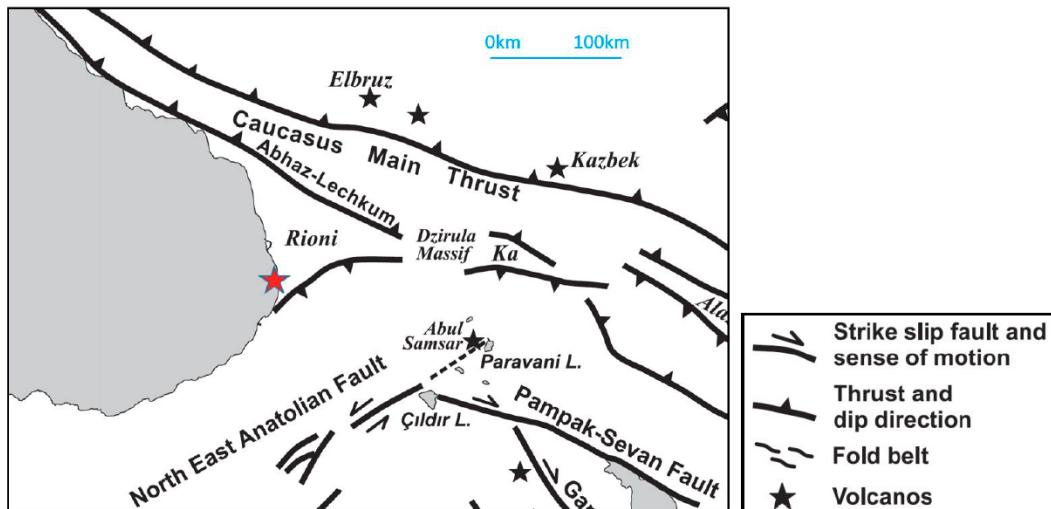 0km 100km
Elbruz
Caucasus Main Thrust
Kazbek
Abhaz-Lechkum
Rioni
Dzirula
Massif
Ka
Abul
Samsar
Paravani L.
North East Anatolian Fault
Çıldır L.
Pampak-Sevan Fault
Strike slip fault and
sense of motion
Thrust and
dip direction
Fold belt
Volcanos